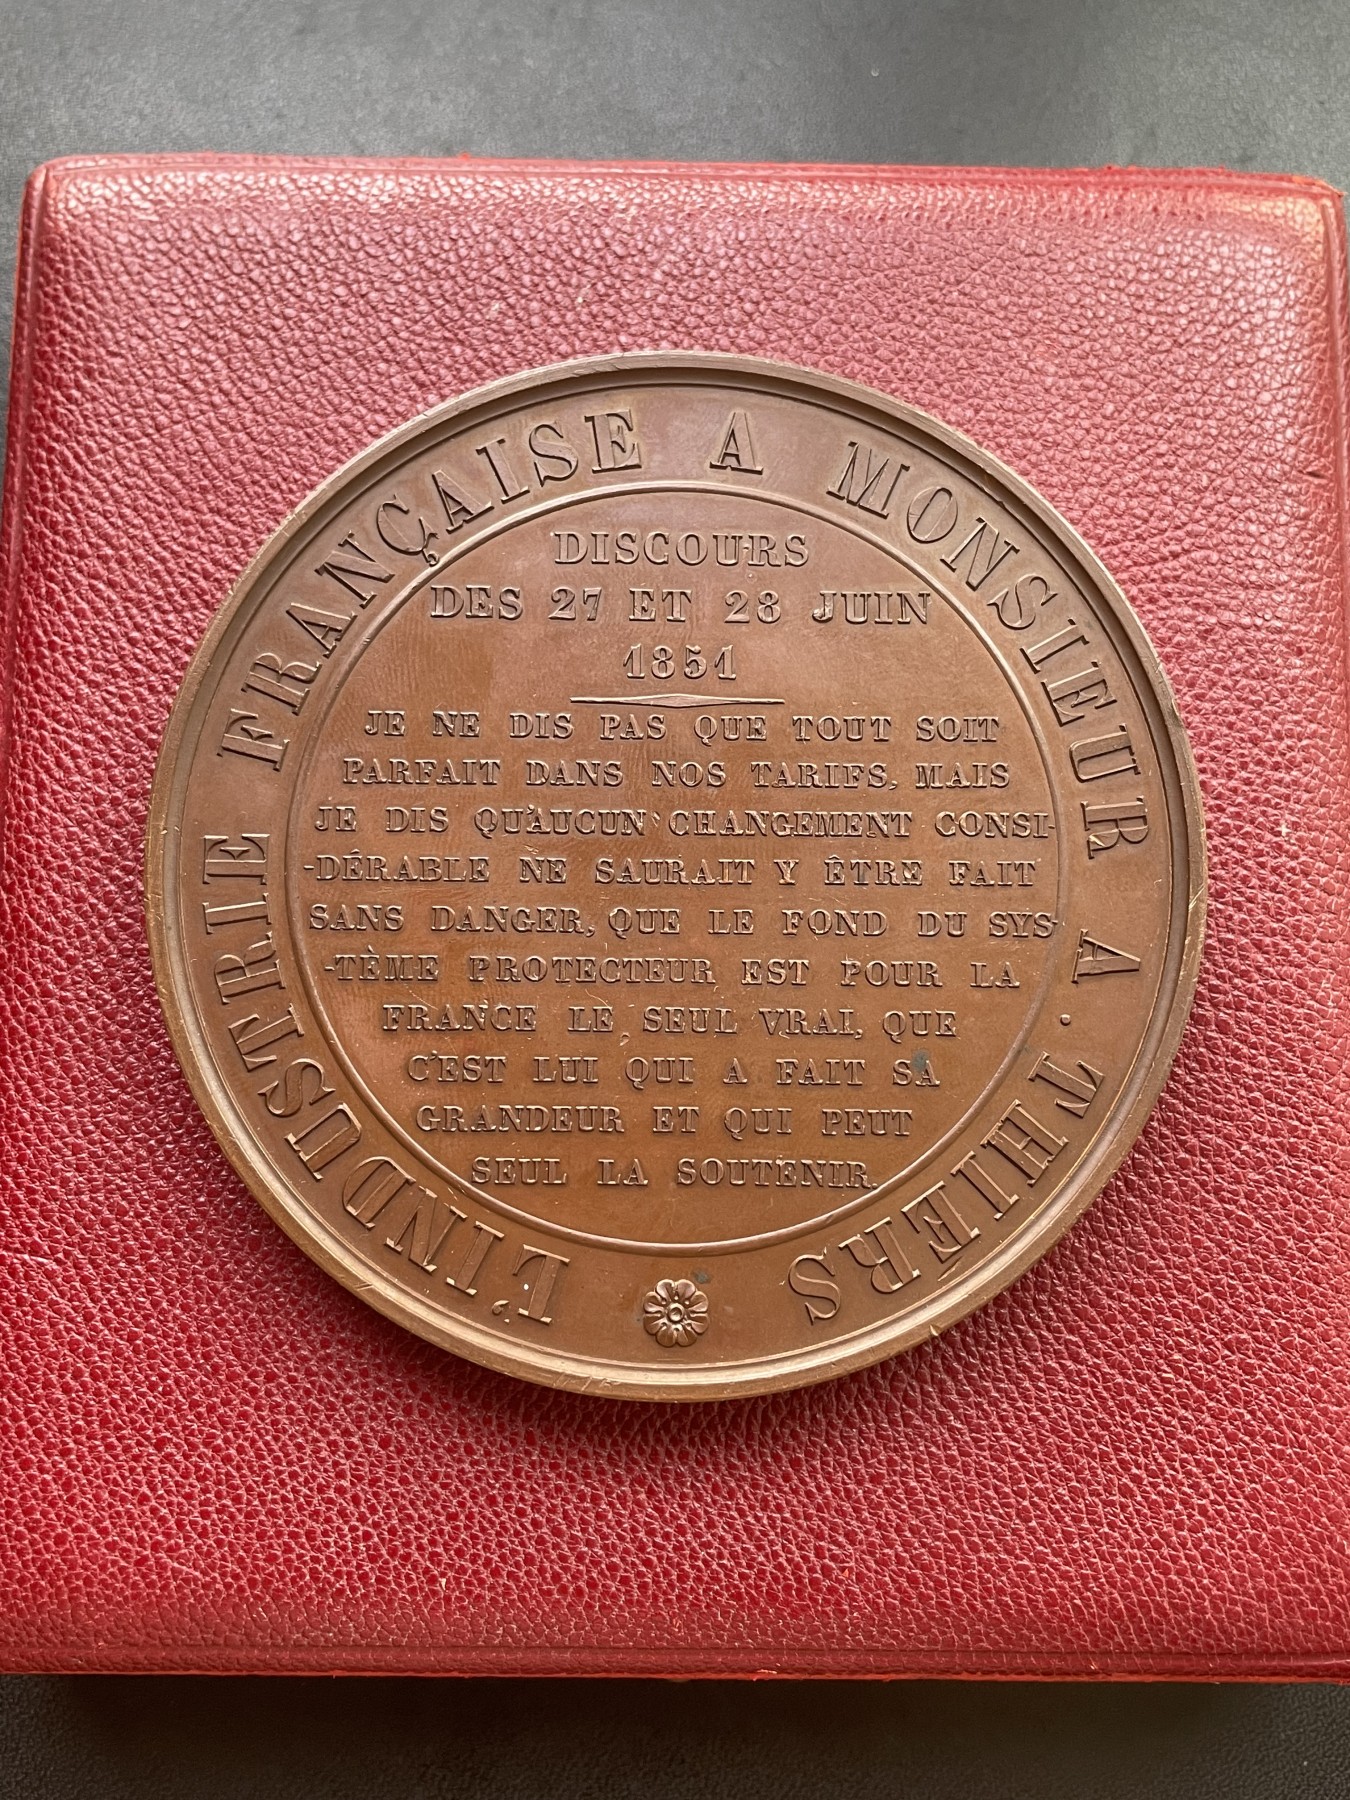 L'INDUSTRIE FRANÇAISE A MONSIEUR A. THIERS
DISCOURS
DES 27 ET 28 JUIN
1851
JE NE DIS PAS QUE TOUT SOIT
PARFAIT DANS NOS TARIFS, MAIS
JE DIS QU'AUCUN CHANGEMENT CONSI-
-DÉRABLE NE SAURAIT Y ÊTRE FAIT
SANS DANGER, QUE LE FOND DU SYS-
-TÈME PROTECTEUR EST POUR LA
FRANCE LE SEUL VRAI, QUE
C'EST LUI QUI A FAIT SA
GRANDEUR ET QUI PEUT
SEUL LA SOUTENIR.